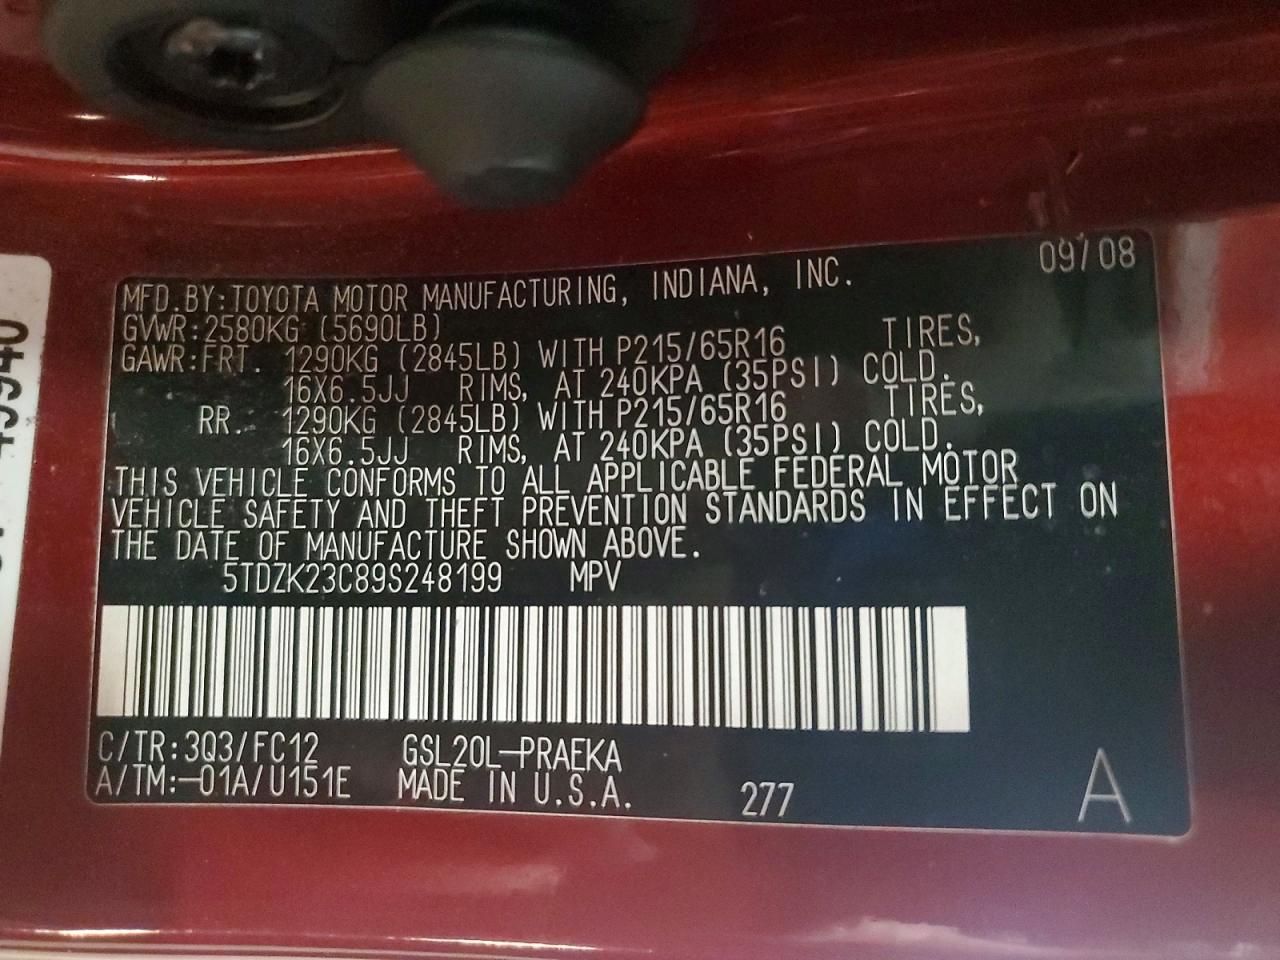 09/08
MFD.BY:TOYOTA MOTOR MANUFACTURING, INDIANA, INC.
GVWR:2580KG (5690LB)
GAWR:FRT. 1290KG (2845LB) WITH P215/65R16 TIRES,
16X6.5JJ RIMS, AT 240KPA (35PSI) COLD.
RR. 1290KG (2845LB) WITH P215/65R16 TIRES,
16X6.5JJ RIMS, AT 240KPA (35PSI) COLD.
THIS VEHICLE CONFORMS TO ALL APPLICABLE FEDERAL MOTOR
VEHICLE SAFETY AND THEFT PREVENTION STANDARDS IN EFFECT ON
THE DATE OF MANUFACTURE SHOWN ABOVE.
5TDZK23C89S248199 MPV
C/TR:3Q3/FC12 GSL20L-PRAEKA
A/TM:-01A/U151E MADE IN U.S.A. 277 A